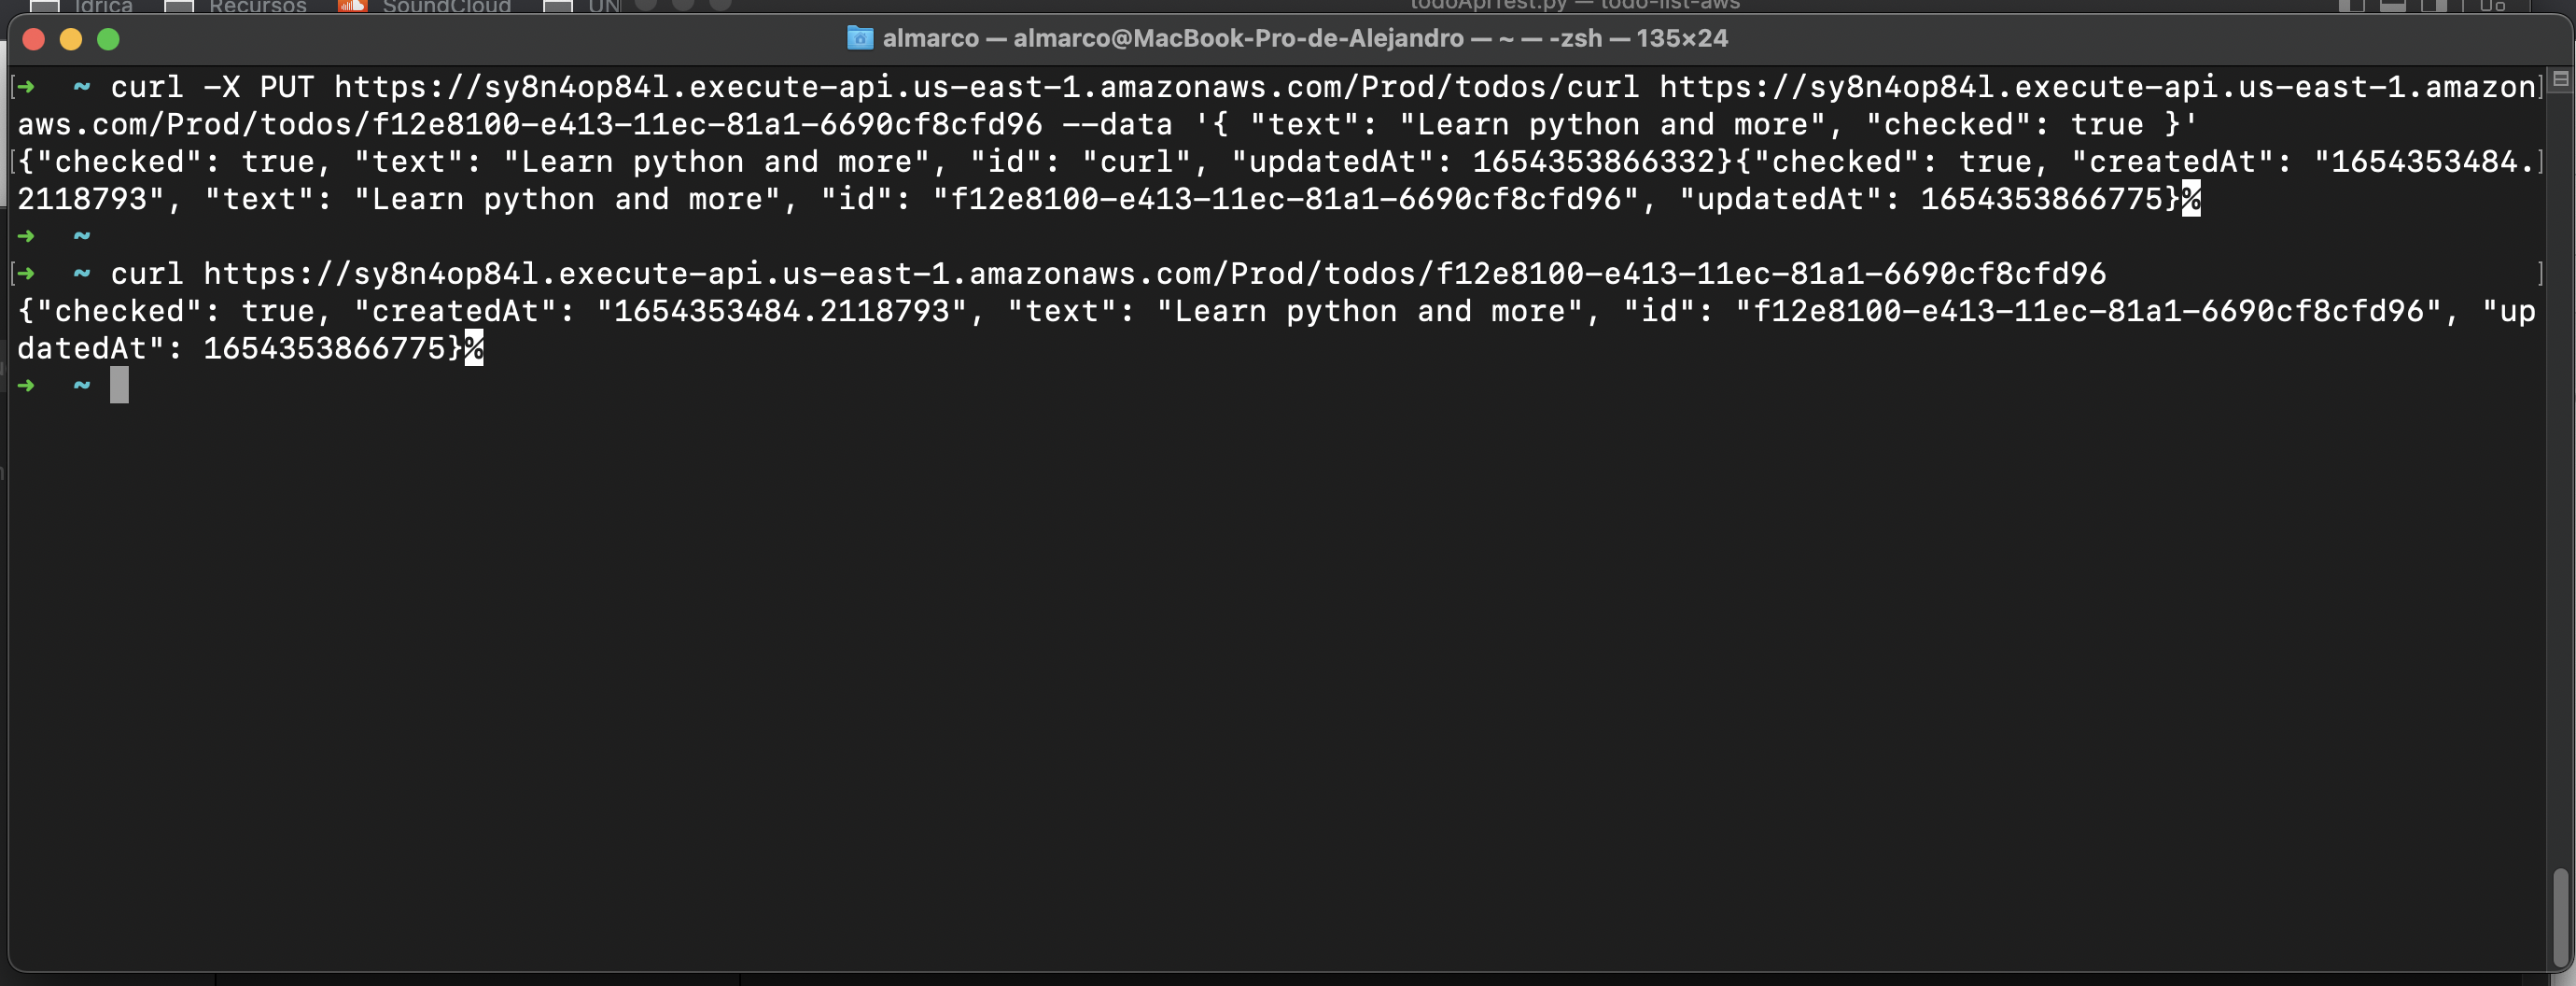 Idrica Recursos SoundCloud UN todoApiTest.py — todo-list-aws
almarco — almarco@MacBook-Pro-de-Alejandro — ~ — -zsh — 135×24
[➜ ~ curl -X PUT https://sy8n4op84l.execute-api.us-east-1.amazonaws.com/Prod/todos/curl https://sy8n4op84l.execute-api.us-east-1.amazon]
aws.com/Prod/todos/f12e8100-e413-11ec-81a1-6690cf8cfd96 --data '{ "text": "Learn python and more", "checked": true }'
[{"checked": true, "text": "Learn python and more", "id": "curl", "updatedAt": 1654353866332}{"checked": true, "createdAt": "1654353484.]
2118793", "text": "Learn python and more", "id": "f12e8100-e413-11ec-81a1-6690cf8cfd96", "updatedAt": 1654353866775}%
➜ ~
[➜ ~ curl https://sy8n4op84l.execute-api.us-east-1.amazonaws.com/Prod/todos/f12e8100-e413-11ec-81a1-6690cf8cfd96 ]
{"checked": true, "createdAt": "1654353484.2118793", "text": "Learn python and more", "id": "f12e8100-e413-11ec-81a1-6690cf8cfd96", "up
datedAt": 1654353866775}%
➜ ~